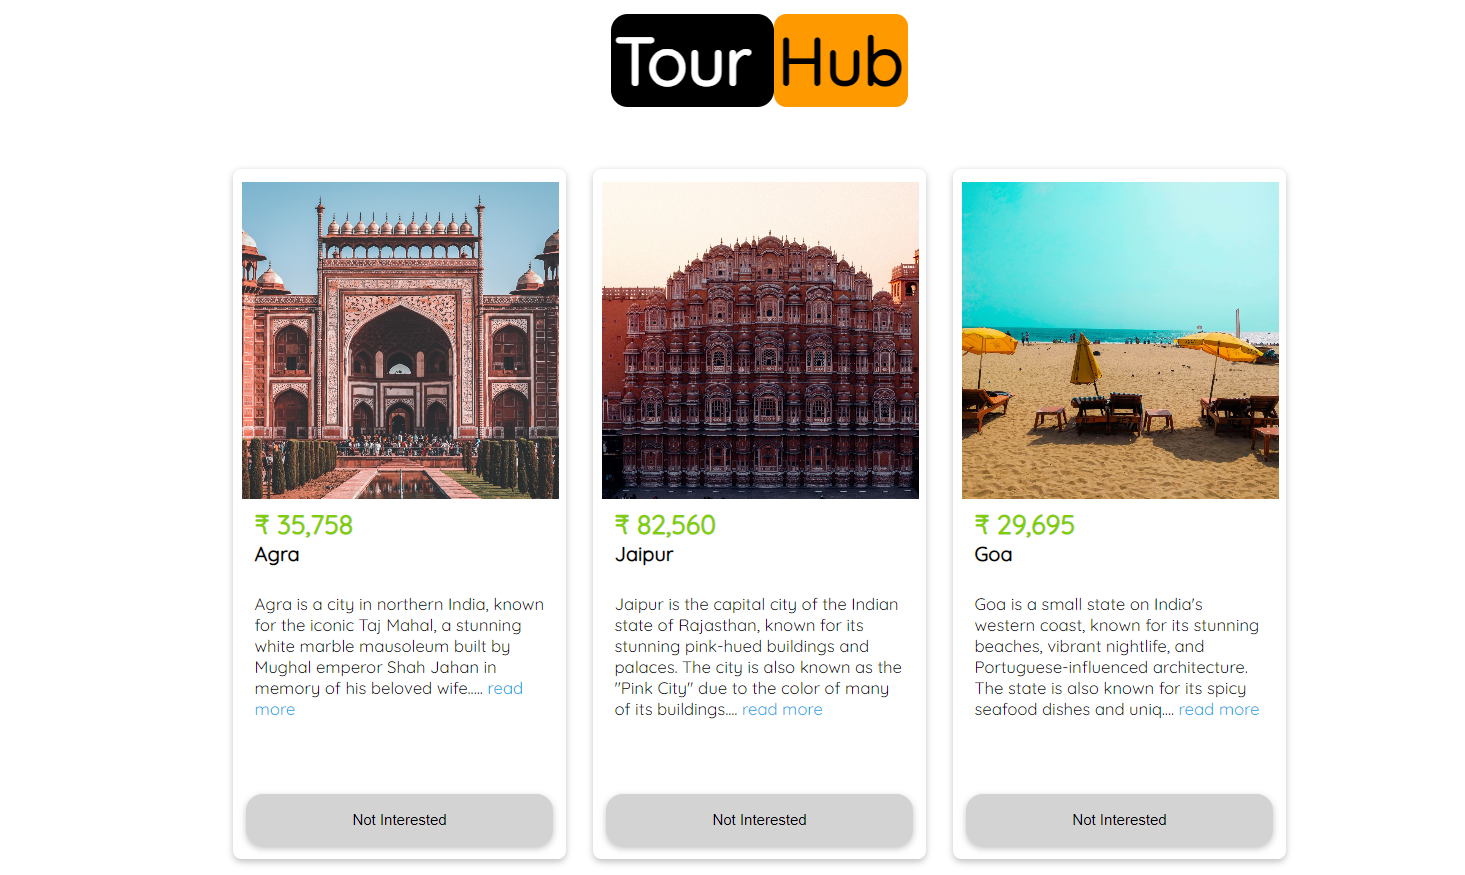 Tour Hub
₹ 35,758
Agra
Agra is a city in northern India, known
for the iconic Taj Mahal, a stunning
white marble mausoleum built by
Mughal emperor Shah Jahan in
memory of his beloved wife..... read
more
Not Interested
₹ 82,560
Jaipur
Jaipur is the capital city of the Indian
state of Rajasthan, known for its
stunning pink-hued buildings and
palaces. The city is also known as the
"Pink City" due to the color of many
of its buildings.... read more
Not Interested
₹ 29,695
Goa
Goa is a small state on India's
western coast, known for its stunning
beaches, vibrant nightlife, and
Portuguese-influenced architecture.
The state is also known for its spicy
seafood dishes and uniq.... read more
Not Interested